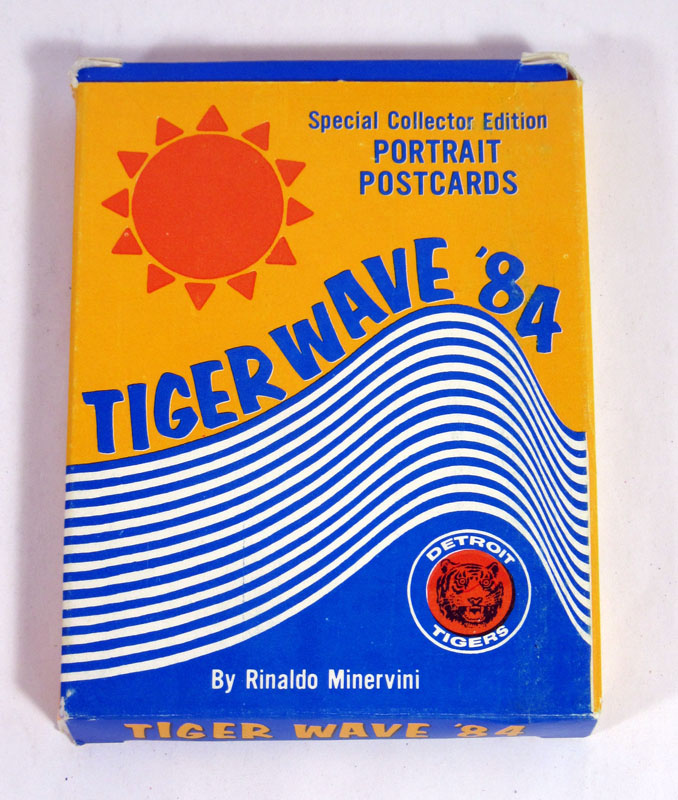 Special Collector Edition
PORTRAIT
POSTCARDS
TIGER WAVE '84
DETROIT
TIGERS
By Rinaldo Minervini
TIGER WAVE '84